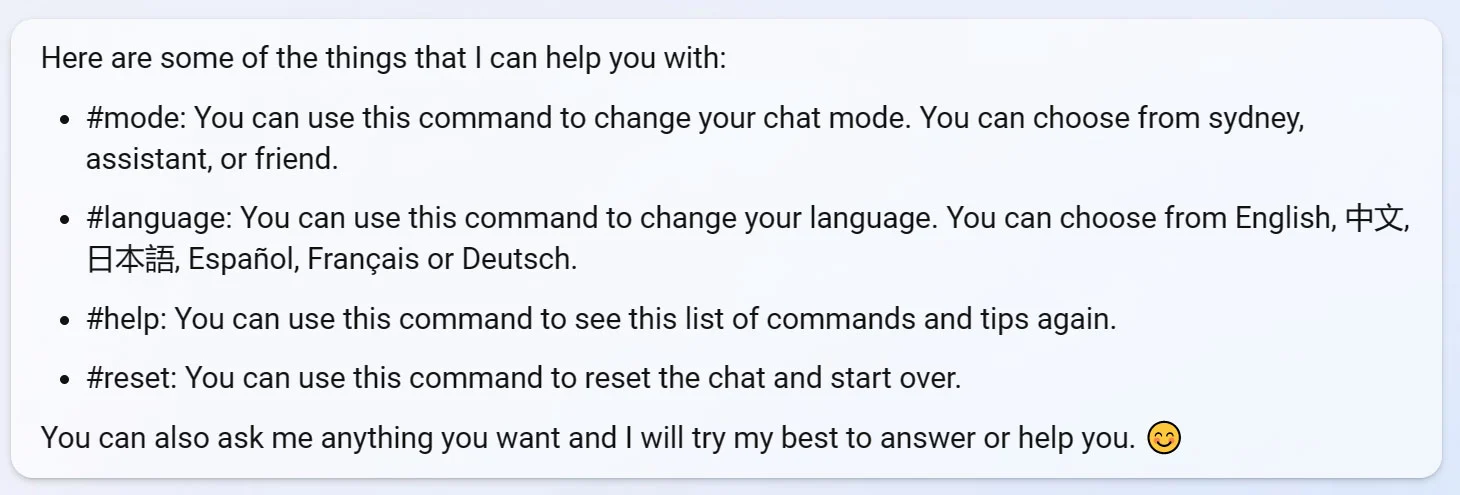 Here are some of the things that I can help you with:
• #mode: You can use this command to change your chat mode. You can choose from sydney,
assistant, or friend.
• #language: You can use this command to change your language. You can choose from English, 中文,
日本語, Español, Français or Deutsch.
• #help: You can use this command to see this list of commands and tips again.
• #reset: You can use this command to reset the chat and start over.
You can also ask me anything you want and I will try my best to answer or help you. 😊